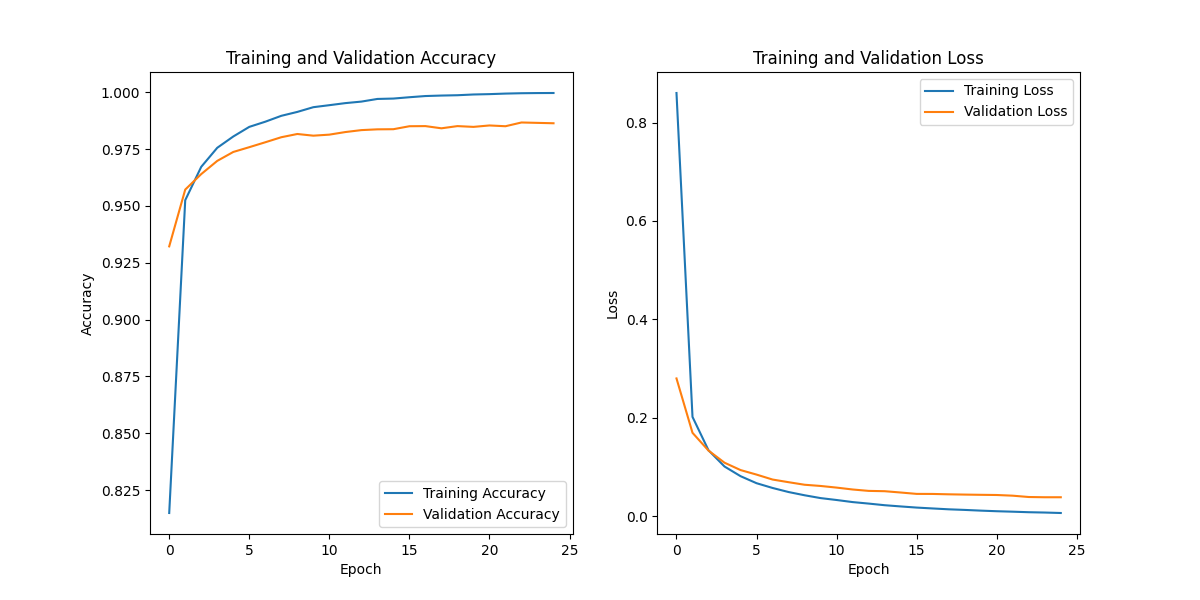 Training and Validation Accuracy
1.000
0.975
0.950
0.925
0.900
0.875
0.850
0.825
Accuracy
0
5
10
15
20
25
Epoch
Training Accuracy
Validation Accuracy
Training and Validation Loss
0.8
0.6
0.4
0.2
0.0
Loss
0
5
10
15
20
25
Epoch
Training Loss
Validation Loss